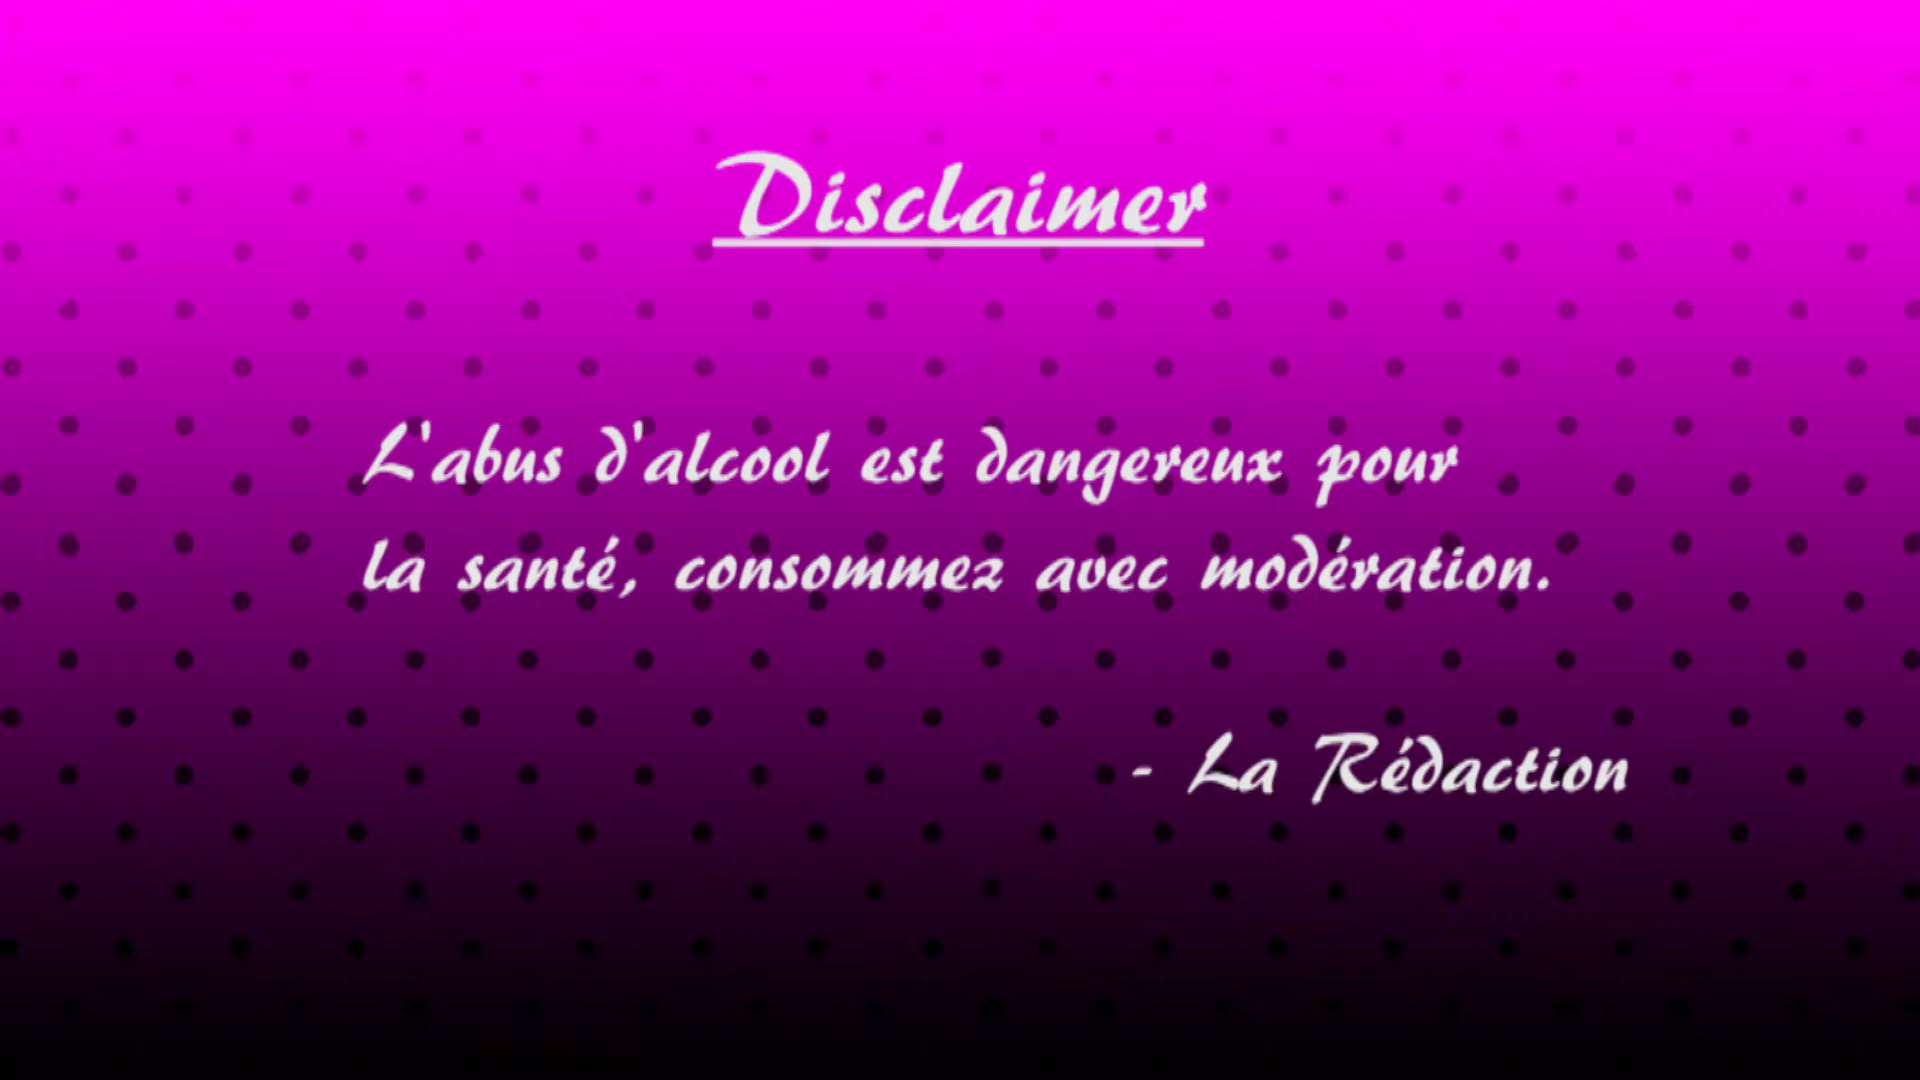 Disclaimer
L'abus d'alcool est dangereux pour
la santé, consommez avec modération.
- La Rédaction